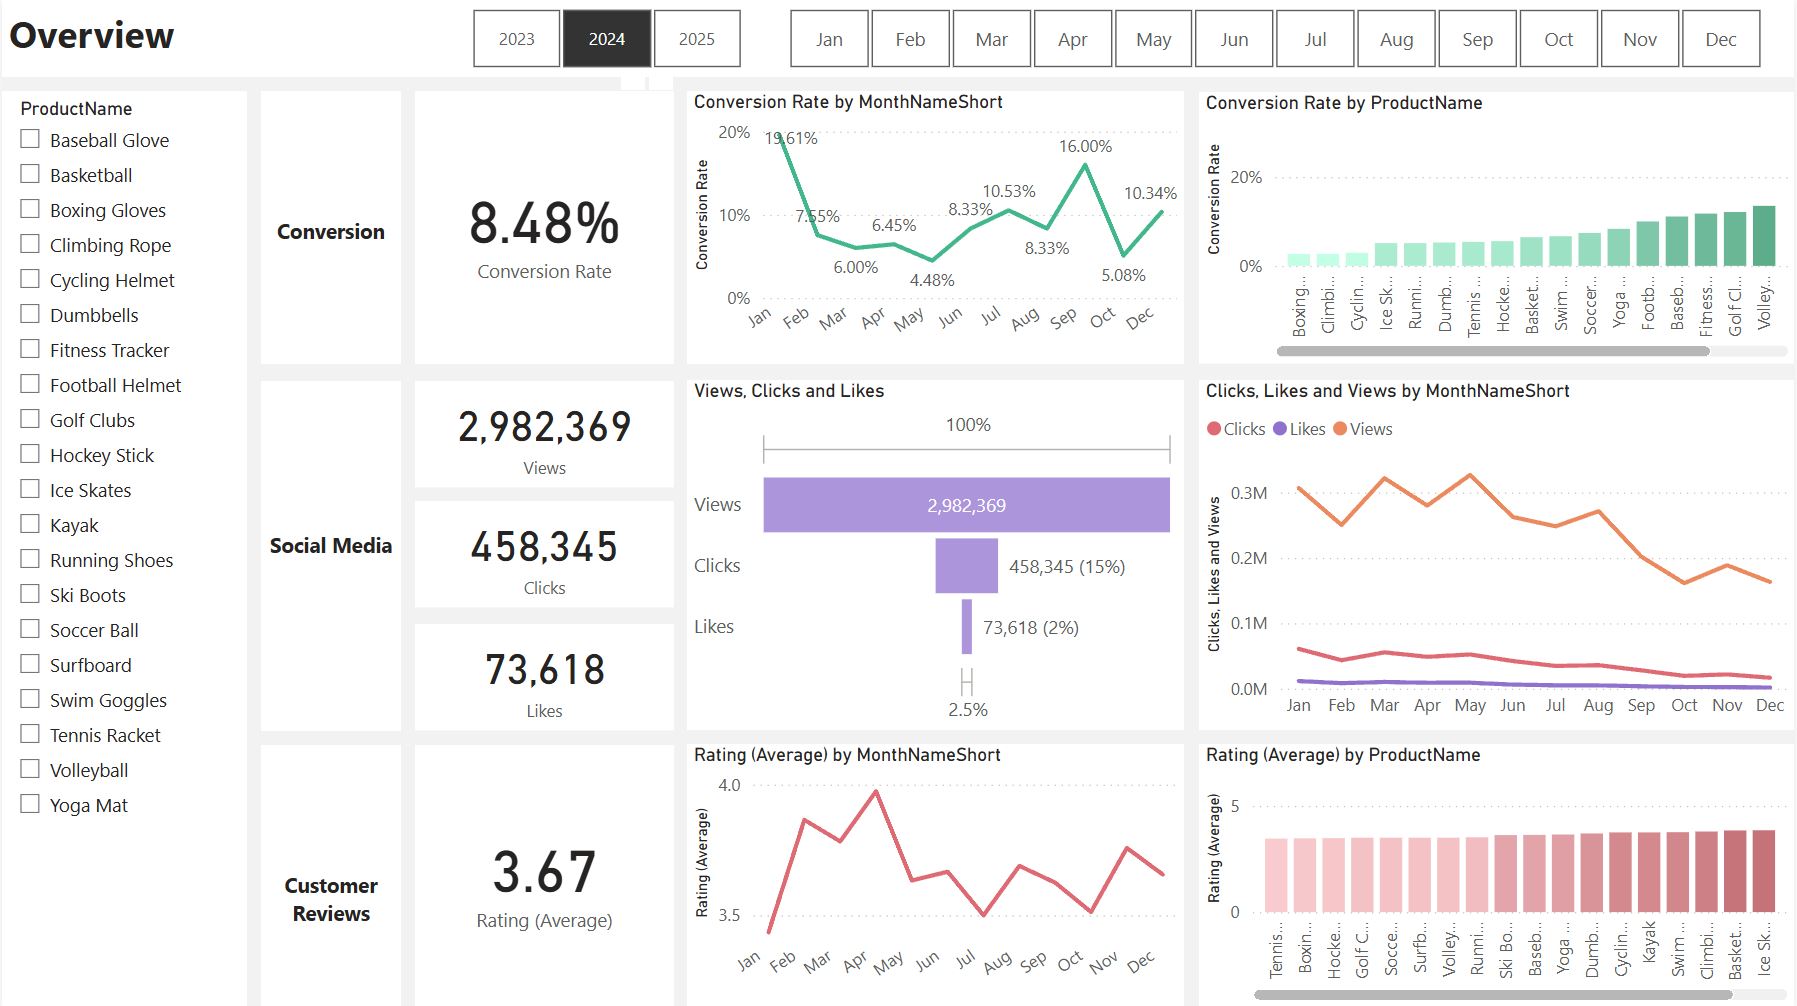 Overview
2023 2024 2025
Jan Feb Mar Apr May Jun Jul Aug Sep Oct Nov Dec
ProductName
Baseball Glove
Basketball
Boxing Gloves
Climbing Rope
Cycling Helmet
Dumbbells
Fitness Tracker
Football Helmet
Golf Clubs
Hockey Stick
Ice Skates
Kayak
Running Shoes
Ski Boots
Soccer Ball
Surfboard
Swim Goggles
Tennis Racket
Volleyball
Yoga Mat
Conversion
8.48%
Conversion Rate
Conversion Rate by MonthNameShort
Conversion Rate
20%
10%
0%
19.61%
7.55%
6.00%
6.45%
4.48%
8.33%
10.53%
8.33%
16.00%
5.08%
10.34%
Jan Feb Mar Apr May Jun Jul Aug Sep Oct Dec
Conversion Rate by ProductName
Conversion Rate
20%
0%
Boxing...
Climbi...
Cyclin...
Ice Sk...
Runni...
Dumb...
Tennis ...
Hocke...
Basket...
Swim ...
Soccer...
Yoga ...
Footb...
Baseb...
Fitness...
Golf Cl...
Volley...
Social Media
2,982,369
Views
458,345
Clicks
73,618
Likes
Views, Clicks and Likes
100%
Views 2,982,369
Clicks 458,345 (15%)
Likes 73,618 (2%)
2.5%
Clicks, Likes and Views by MonthNameShort
Clicks Likes Views
Clicks, Likes and Views
0.3M
0.2M
0.1M
0.0M
Jan Feb Mar Apr May Jun Jul Aug Sep Oct Nov Dec
Customer
Reviews
3.67
Rating (Average)
Rating (Average) by MonthNameShort
Rating (Average)
4.0
3.5
Jan Feb Mar Apr May Jun Jul Aug Sep Oct Nov Dec
Rating (Average) by ProductName
Rating (Average)
5
0
Tennis...
Boxin...
Hocke...
Golf C...
Socce...
Surfb...
Volley...
Runni...
Ski Bo...
Baseb...
Yoga ...
Dumb...
Cyclin...
Kayak
Swim ...
Climbi...
Basket...
Ice Sk...